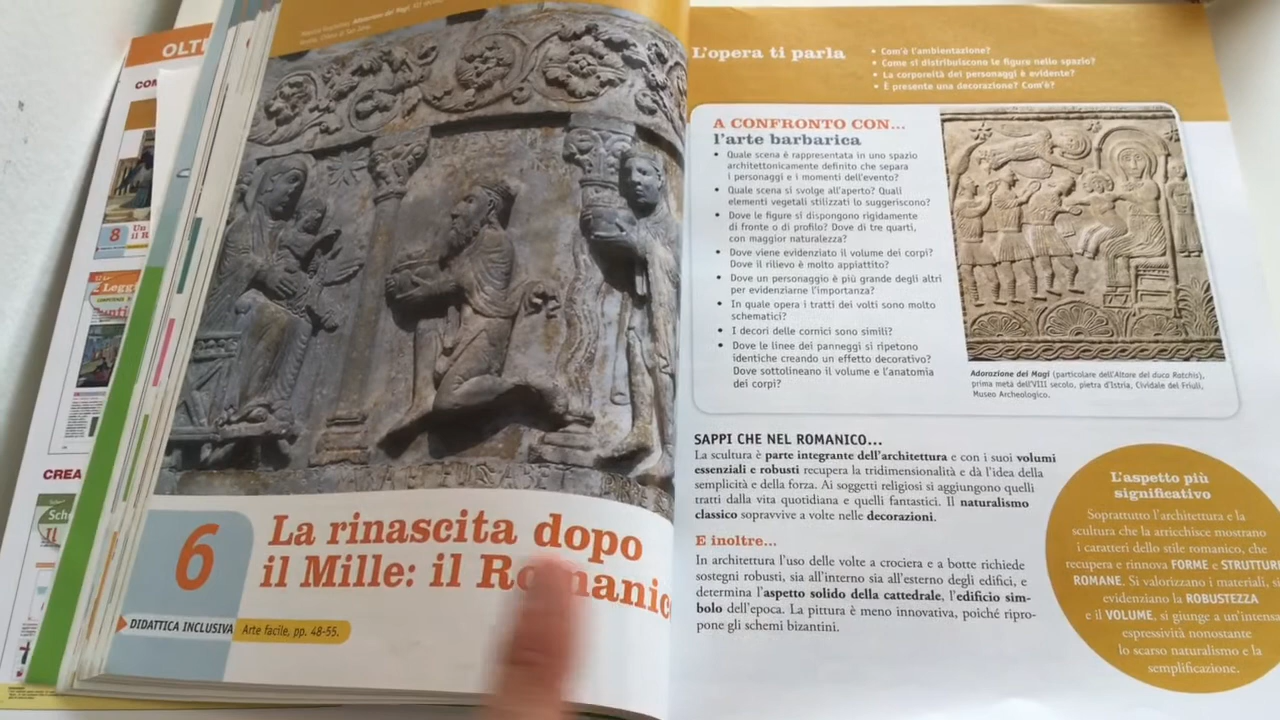 OLT
COM
8
Un
il R
Legg
CREA
Sch
Il
Adorazione dei Magi
6
La rinascita dopo
il Mille: il Romanic
DIDATTICA INCLUSIVA
Arte facile, pp. 48-55.
L'opera ti parla
• Com'è l'ambientazione?
• Come si distribuiscono le figure nello spazio?
• La corporeità dei personaggi è evidente?
• È presente una decorazione? Com'è?
A CONFRONTO CON...
l'arte barbarica
• Quale scena è rappresentata in uno spazio
architettonicamente definito che separa
i personaggi e i momenti dell'evento?
• Quale scena si svolge all'aperto? Quali
elementi vegetali utilizzati lo suggeriscono?
• Dove le figure si dispongono rigidamente
di fronte o di profilo? Dove di tre quarti,
con maggior naturalezza?
• Dove viene evidenziato il volume dei corpi?
Dove il rilievo è molto appiattito?
• Dove un personaggio è più grande degli altri
per evidenziarne l'importanza?
• In quale opera i tratti dei volti sono molto
schematici?
• I decori delle cornici sono simili?
• Dove le linee dei panneggi si ripetono
identiche creando un effetto decorativo?
Dove sottolineano il volume e l'anatomia
dei corpi?
Adorazione dei Magi (particolare dell'Altare del duca Ratchis),
prima metà dell'VIII secolo, pietra d'Istria, Cividale del Friuli,
Museo Archeologico.
SAPPI CHE NEL ROMANICO...
La scultura è parte integrante dell'architettura e con i suoi volumi
essenziali e robusti recupera la tridimensionalità e dà l'idea della
semplicità e della forza. Ai soggetti religiosi si aggiungono quelli
tratti dalla vita quotidiana e quelli fantastici. Il naturalismo
classico sopravvive a volte nelle decorazioni.
E inoltre...
In architettura l'uso delle volte a crociera e a botte richiede
sostegni robusti, sia all'interno sia all'esterno degli edifici, e
determina l'aspetto solido della cattedrale, l'edificio sim-
bolo dell'epoca. La pittura è meno innovativa, poiché ripro-
pone gli schemi bizantini.
L'aspetto più
significativo
Soprattutto l'architettura e la
scultura che la arricchisce mostrano
i caratteri dello stile romanico, che
recupera e rinnova FORME e STRUTTURE
ROMANE. Si valorizzano i materiali, si
evidenziano la ROBUSTEZZA
e il VOLUME, si giunge a un'intensa
espressività nonostante
lo scarso naturalismo e la
semplificazione.